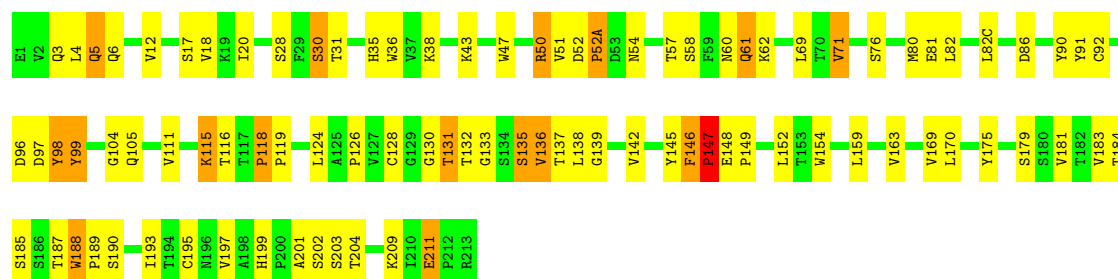 E1 V2 Q3 L4 Q5 Q6 V12 S17 V18 K19 I20 S28 F29 S30 T31 H35 W36 V37 K38 K43 W47 R50 V51 D52 P52A D53 N54 T57 S58 F59 N60 Q61 K62 L69 T70 V71 S76 M80 E81 L82 L82C D86 Y90 Y91 C92
D96 D97 Y98 Y99 G104 Q105 V111 K115 T116 T117 P118 P119 L124 A125 P126 V127 C128 G129 G130 T131 T132 G133 S134 S135 V136 T137 L138 G139 V142 Y145 F146 P147 E148 P149 L152 T153 W154 L159 V163 V169 L170 Y175 S179 S180 V181 T182 V183 T184
S185 S186 T187 W188 P189 S190 I193 T194 C195 N196 V197 A198 H199 P200 A201 S202 S203 T204 K209 I210 E211 P212 R213